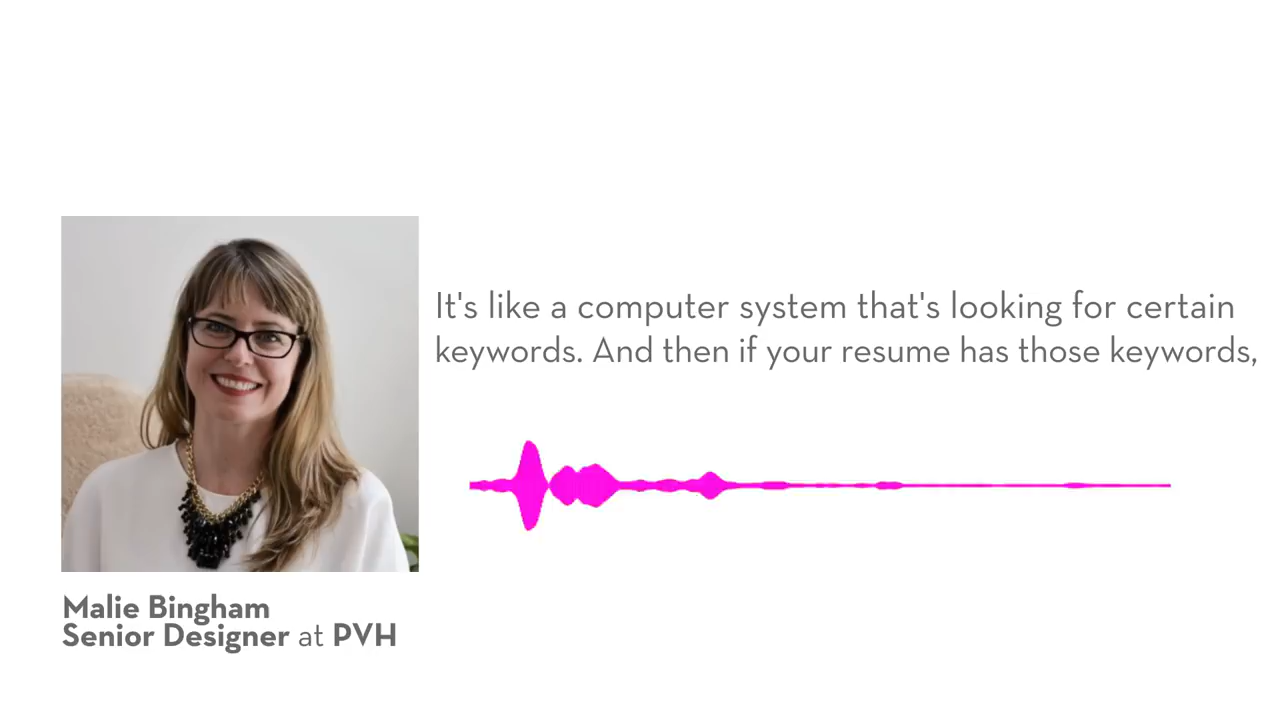 It's like a computer system that's looking for certain
keywords. And then if your resume has those keywords,
Malie Bingham
Senior Designer at PVH